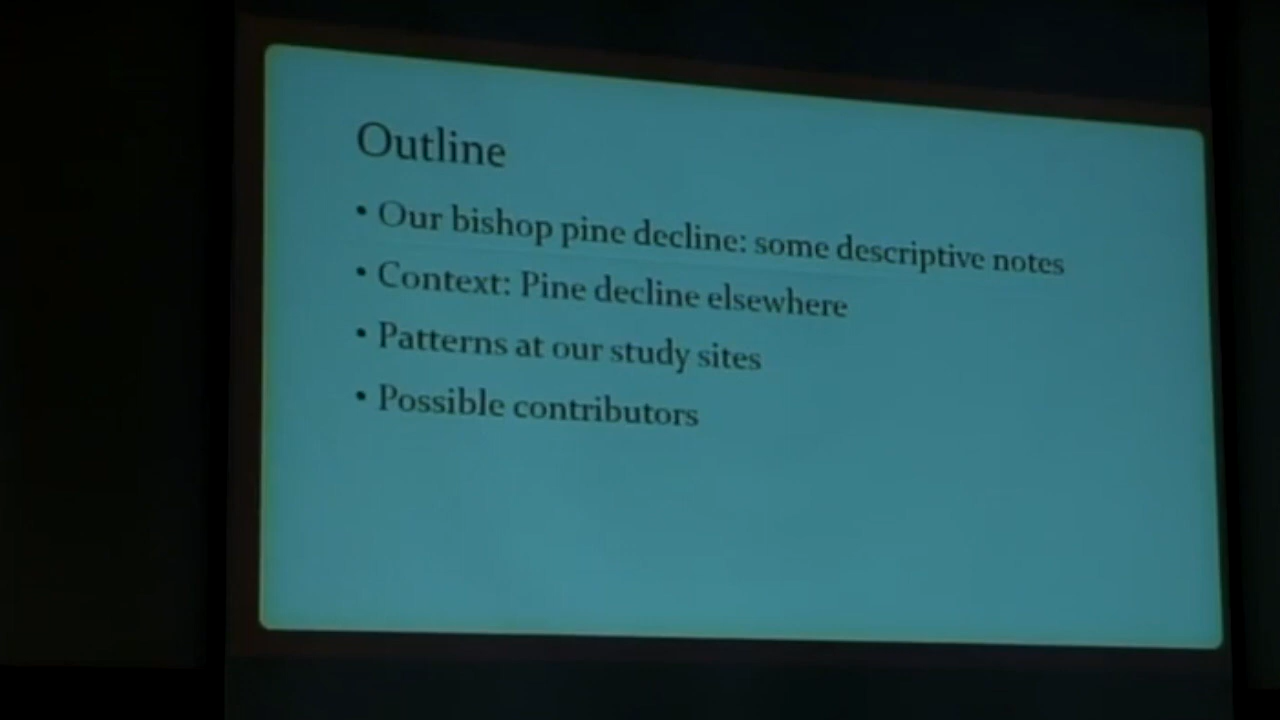 Outline
• Our bishop pine decline: some descriptive notes
• Context: Pine decline elsewhere
• Patterns at our study sites
• Possible contributors